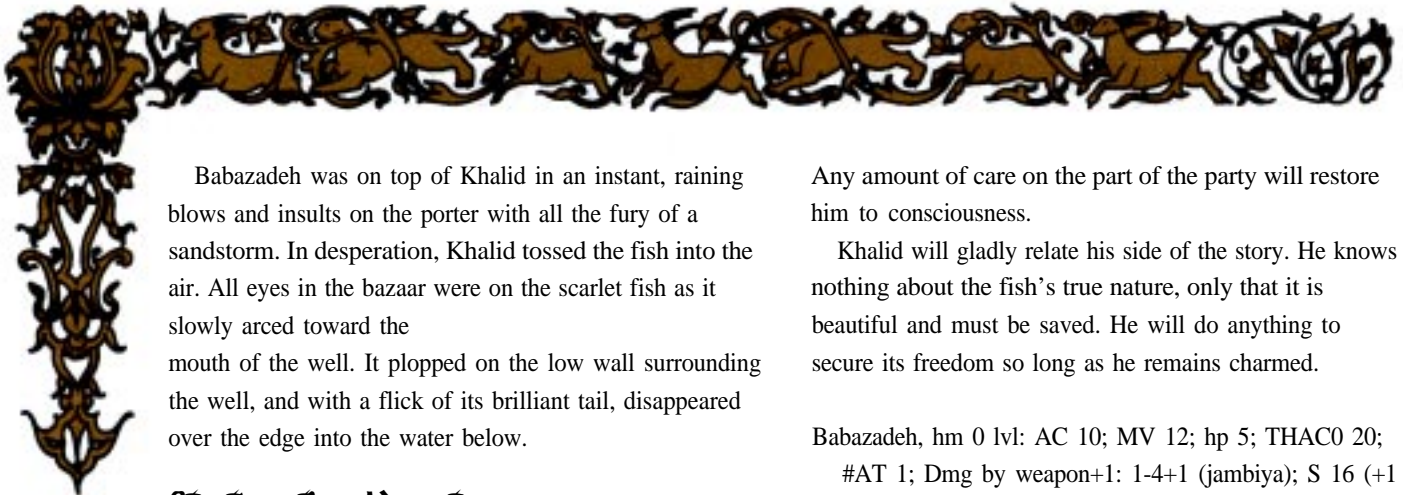 Babazadeh was on top of Khalid in an instant, raining
blows and insults on the porter with all the fury of a
sandstorm. In desperation, Khalid tossed the fish into the
air. All eyes in the bazaar were on the scarlet fish as it
slowly arced toward the
mouth of the well. It plopped on the low wall surrounding
the well, and with a flick of its brilliant tail, disappeared
over the edge into the water below.
Any amount of care on the part of the party will restore
him to consciousness.
Khalid will gladly relate his side of the story. He knows
nothing about the fish's true nature, only that it is
beautiful and must be saved. He will do anything to
secure its freedom so long as he remains charmed.
Babazadeh, hm 0 lvl: AC 10; MV 12; hp 5; THAC0 20;
#AT 1; Dmg by weapon+1: 1-4+1 (jambiya); S 16 (+1